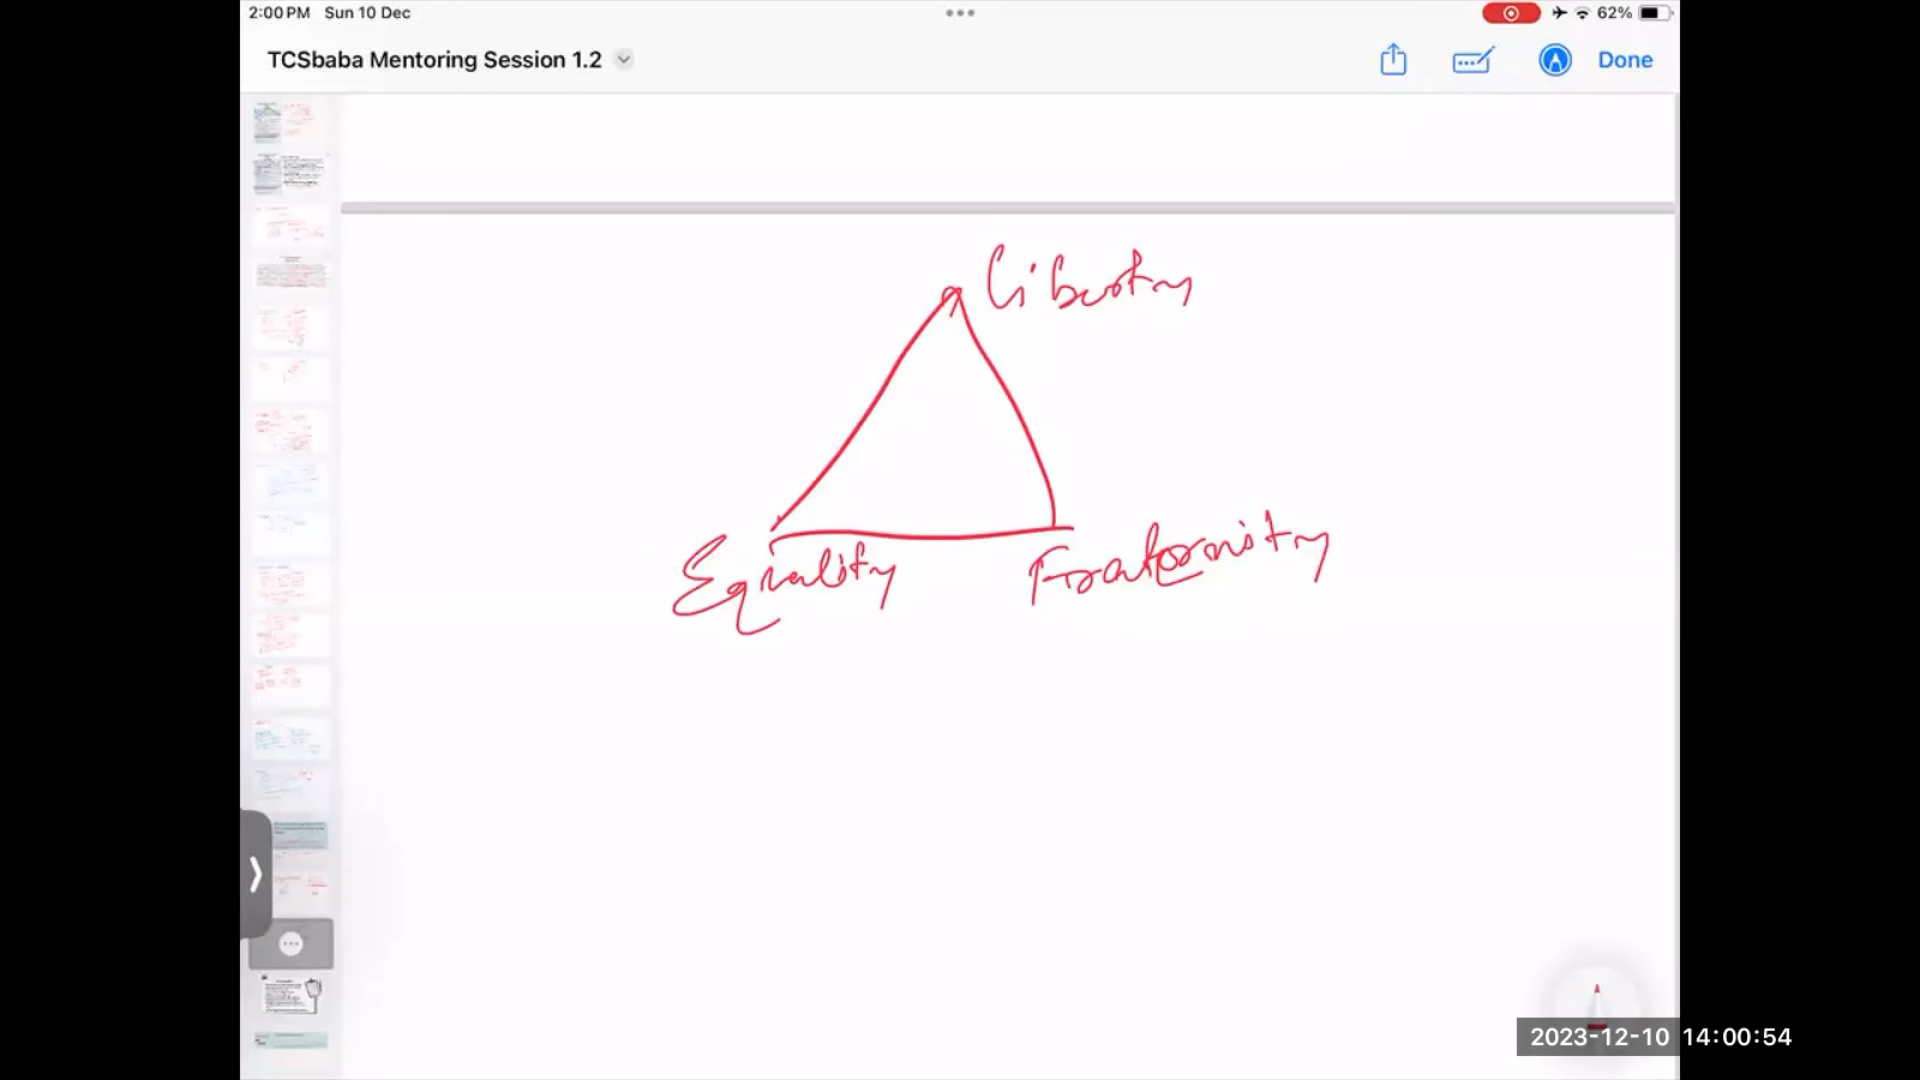 2:00 PM Sun 10 Dec
62%
TCSbaba Mentoring Session 1.2
Done
Liberty
Equality
Fraternity
2023-12-10 14:00:54